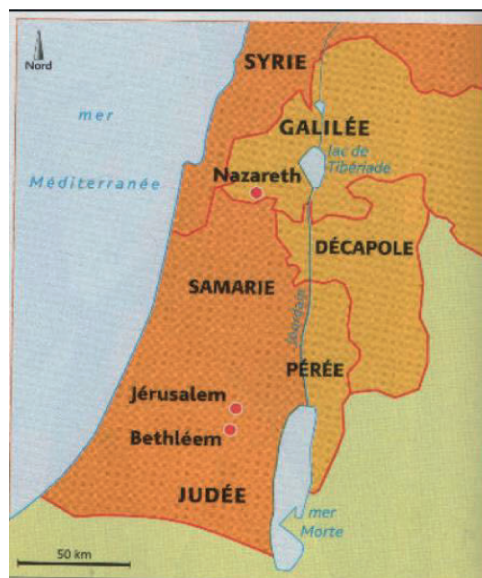 Nord
SYRIE
mer
Méditerranée
GALILÉE
lac de
Tibériade
Nazareth
DÉCAPOLE
SAMARIE
Jourdain
PÉRÉE
Jérusalem
Bethléem
JUDÉE
mer
Morte
50 km